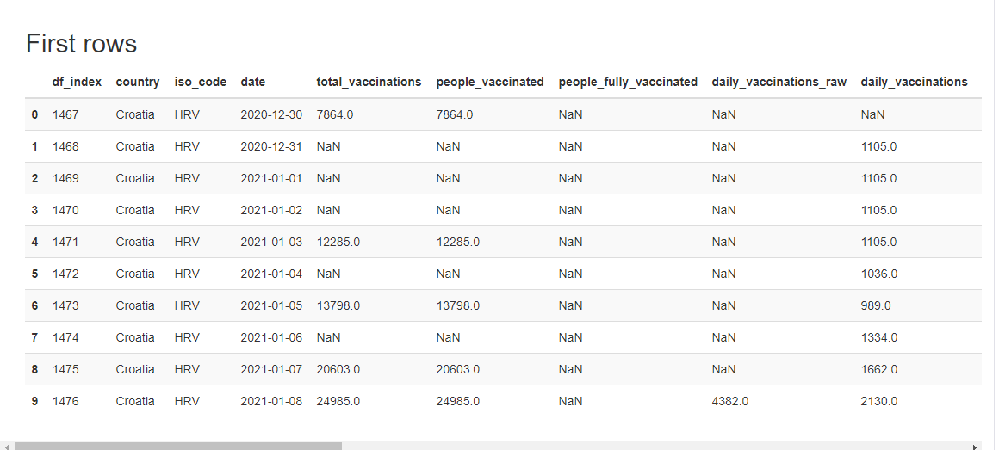 First rows
df_index country iso_code date total_vaccinations people_vaccinated people_fully_vaccinated daily_vaccinations_raw daily_vaccinations
0 1467 Croatia HRV 2020-12-30 7864.0 7864.0 NaN NaN NaN
1 1468 Croatia HRV 2020-12-31 NaN NaN NaN NaN 1105.0
2 1469 Croatia HRV 2021-01-01 NaN NaN NaN NaN 1105.0
3 1470 Croatia HRV 2021-01-02 NaN NaN NaN NaN 1105.0
4 1471 Croatia HRV 2021-01-03 12285.0 12285.0 NaN NaN 1105.0
5 1472 Croatia HRV 2021-01-04 NaN NaN NaN NaN 1036.0
6 1473 Croatia HRV 2021-01-05 13798.0 13798.0 NaN NaN 989.0
7 1474 Croatia HRV 2021-01-06 NaN NaN NaN NaN 1334.0
8 1475 Croatia HRV 2021-01-07 20603.0 20603.0 NaN NaN 1662.0
9 1476 Croatia HRV 2021-01-08 24985.0 24985.0 NaN 4382.0 2130.0